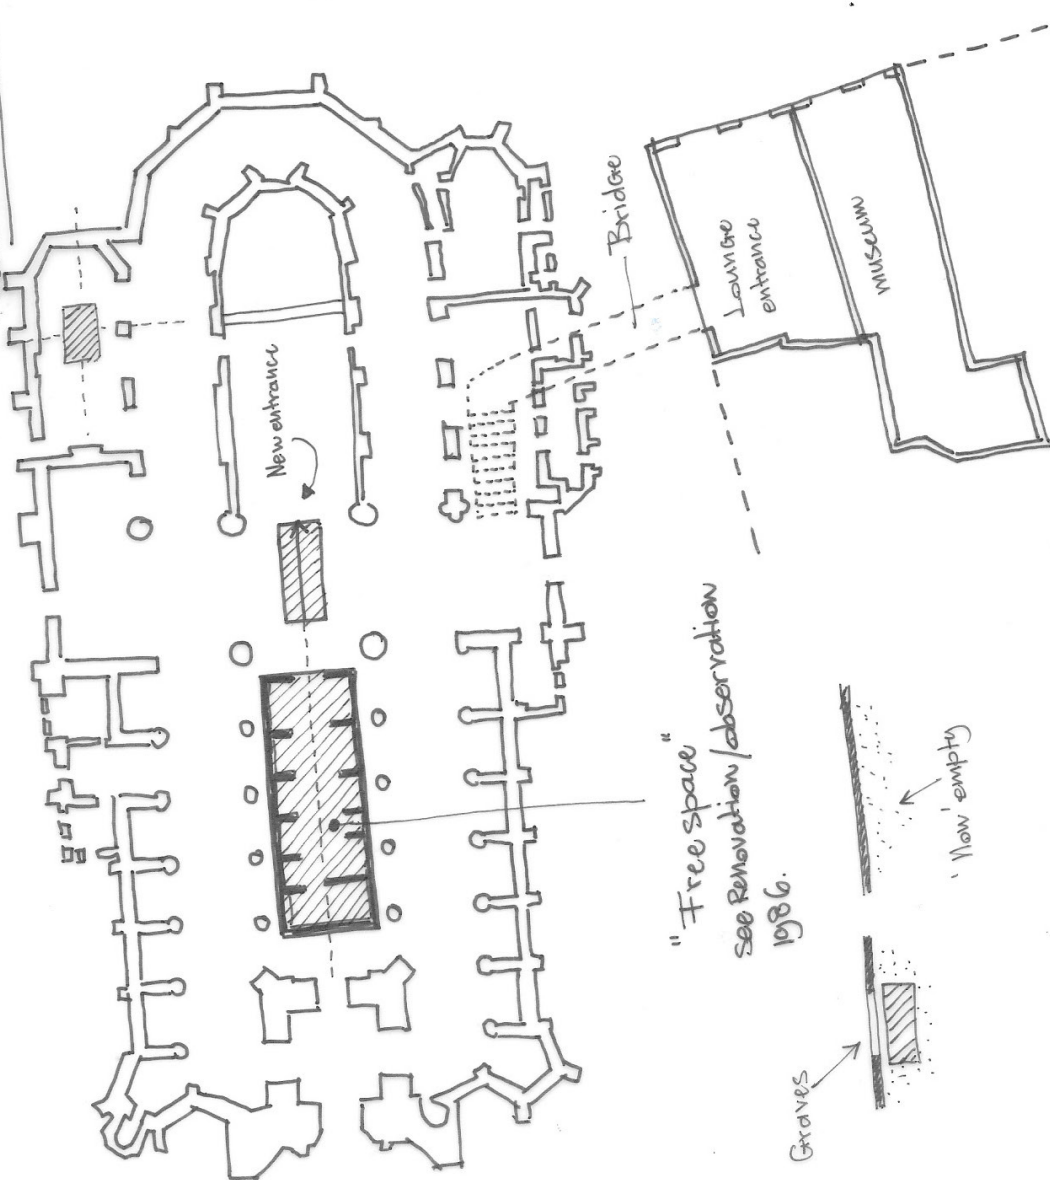 Bridge
Lounge
entrance
museum
New entrance
"Free space"
See Renovation/observation
1986.
'Now' empty
Graves